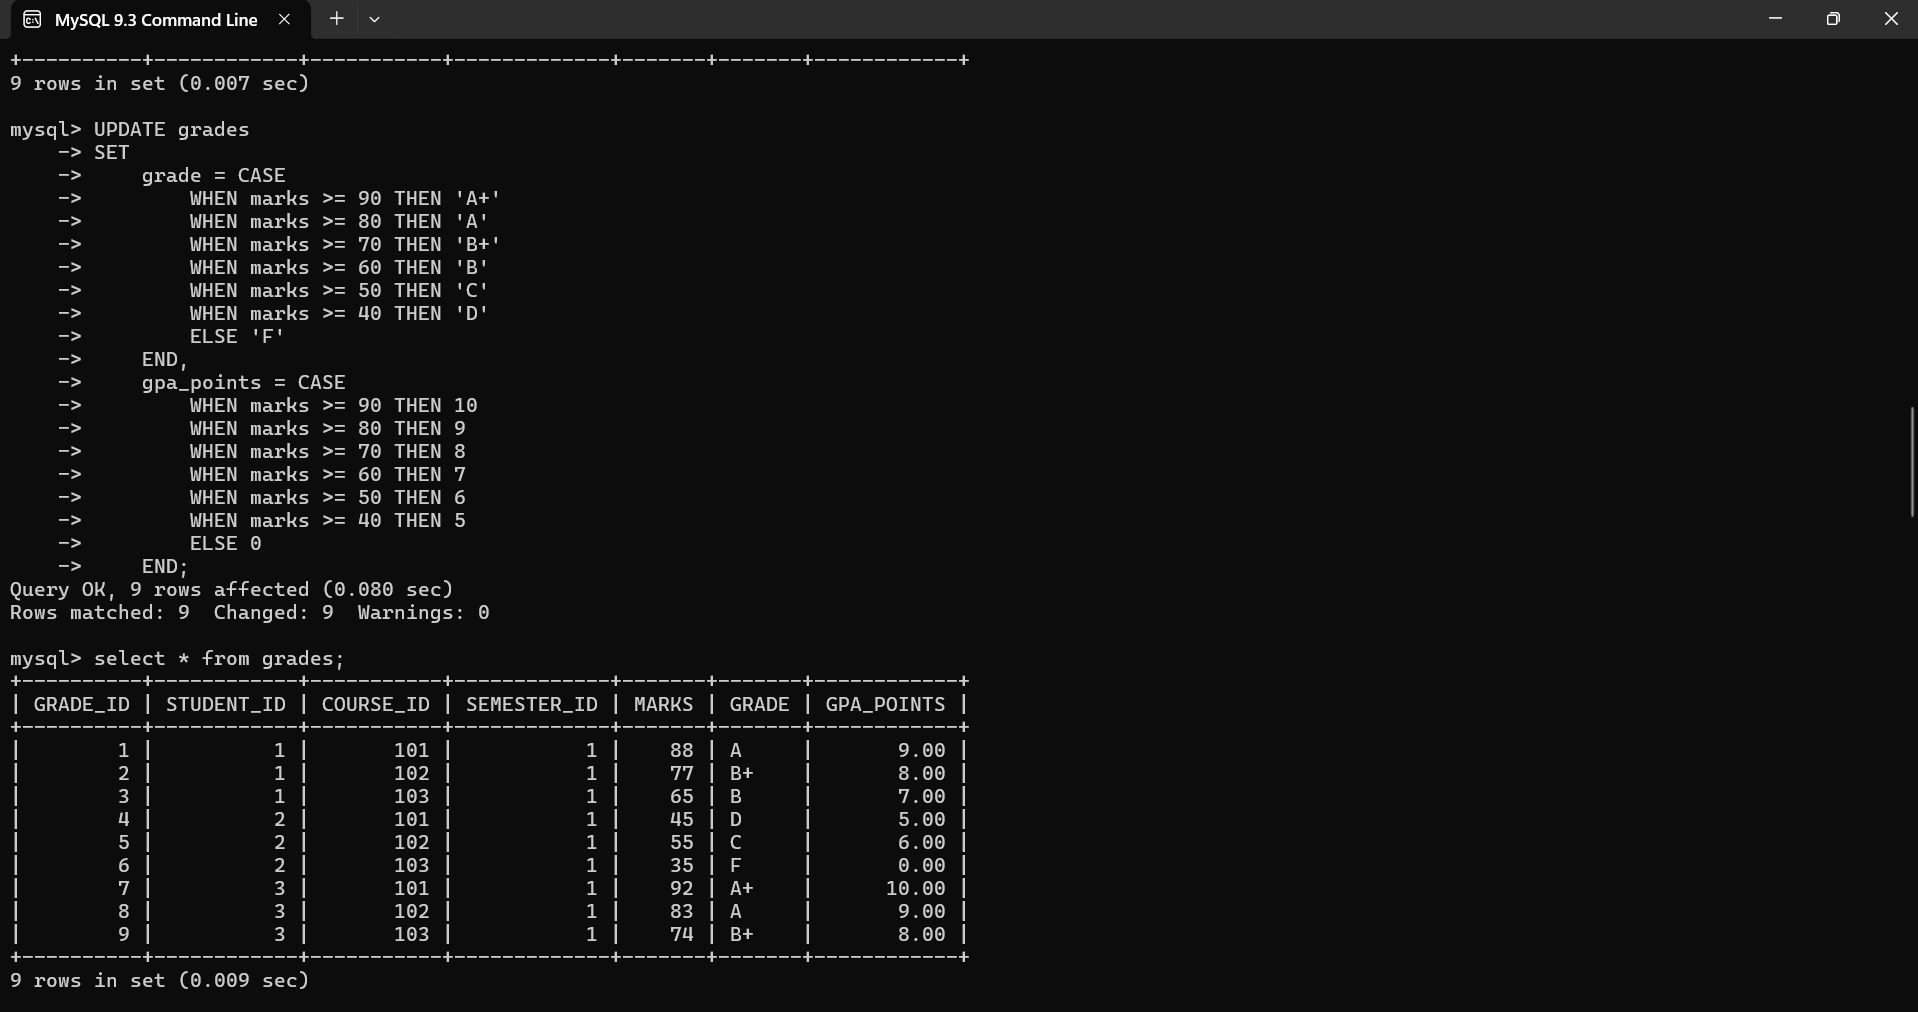 MySQL 9.3 Command Line
+----------+------------+-----------+-------------+-------+-------+------------+
9 rows in set (0.007 sec)
mysql> UPDATE grades
    -> SET
    ->     grade = CASE
    ->         WHEN marks >= 90 THEN 'A+'
    ->         WHEN marks >= 80 THEN 'A'
    ->         WHEN marks >= 70 THEN 'B+'
    ->         WHEN marks >= 60 THEN 'B'
    ->         WHEN marks >= 50 THEN 'C'
    ->         WHEN marks >= 40 THEN 'D'
    ->         ELSE 'F'
    ->     END,
    ->     gpa_points = CASE
    ->         WHEN marks >= 90 THEN 10
    ->         WHEN marks >= 80 THEN 9
    ->         WHEN marks >= 70 THEN 8
    ->         WHEN marks >= 60 THEN 7
    ->         WHEN marks >= 50 THEN 6
    ->         WHEN marks >= 40 THEN 5
    ->         ELSE 0
    ->     END;
Query OK, 9 rows affected (0.080 sec)
Rows matched: 9  Changed: 9  Warnings: 0
mysql> select * from grades;
+----------+------------+-----------+-------------+-------+-------+------------+
| GRADE_ID | STUDENT_ID | COURSE_ID | SEMESTER_ID | MARKS | GRADE | GPA_POINTS |
+----------+------------+-----------+-------------+-------+-------+------------+
|        1 |          1 |       101 |           1 |    88 | A     |       9.00 |
|        2 |          1 |       102 |           1 |    77 | B+    |       8.00 |
|        3 |          1 |       103 |           1 |    65 | B     |       7.00 |
|        4 |          2 |       101 |           1 |    45 | D     |       5.00 |
|        5 |          2 |       102 |           1 |    55 | C     |       6.00 |
|        6 |          2 |       103 |           1 |    35 | F     |       0.00 |
|        7 |          3 |       101 |           1 |    92 | A+    |      10.00 |
|        8 |          3 |       102 |           1 |    83 | A     |       9.00 |
|        9 |          3 |       103 |           1 |    74 | B+    |       8.00 |
+----------+------------+-----------+-------------+-------+-------+------------+
9 rows in set (0.009 sec)